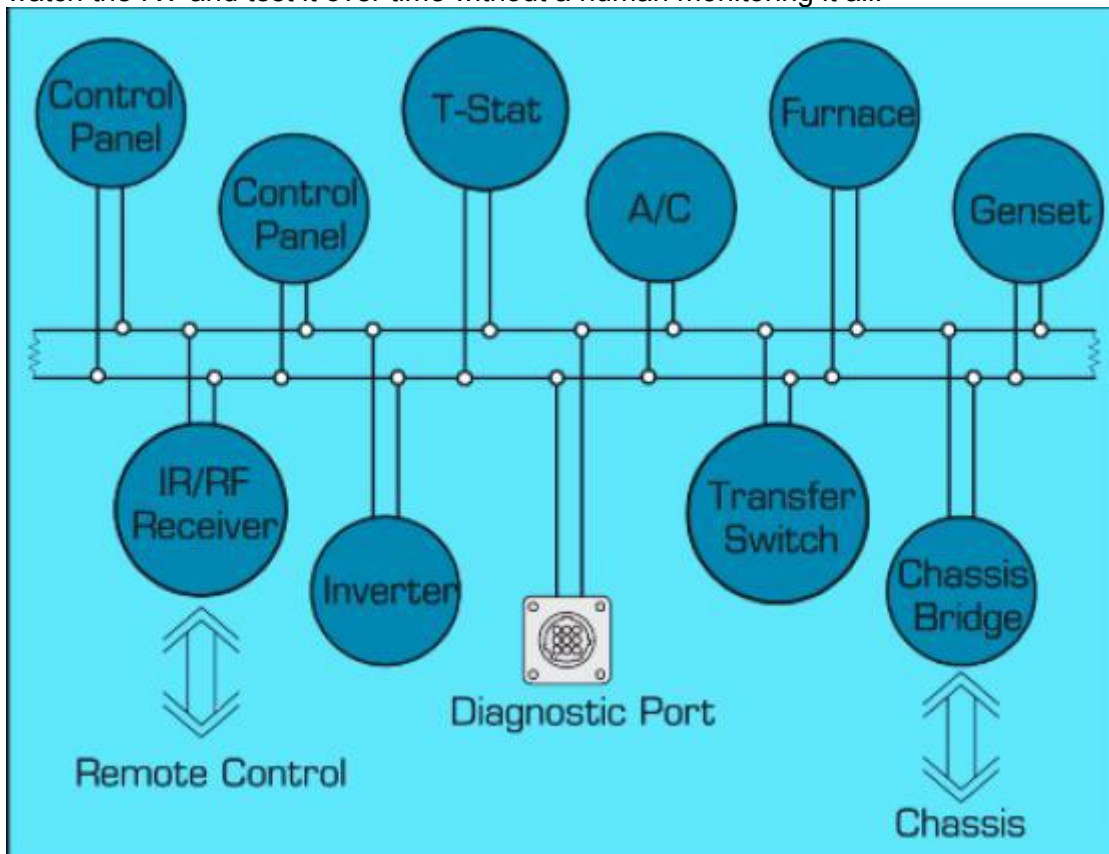 Control
Panel
Control
Panel
T-Stat
A/C
Furnace
Genset
IR/RF
Receiver
Inverter
Transfer
Switch
Chassis
Bridge
Diagnostic Port
Remote Control
Chassis